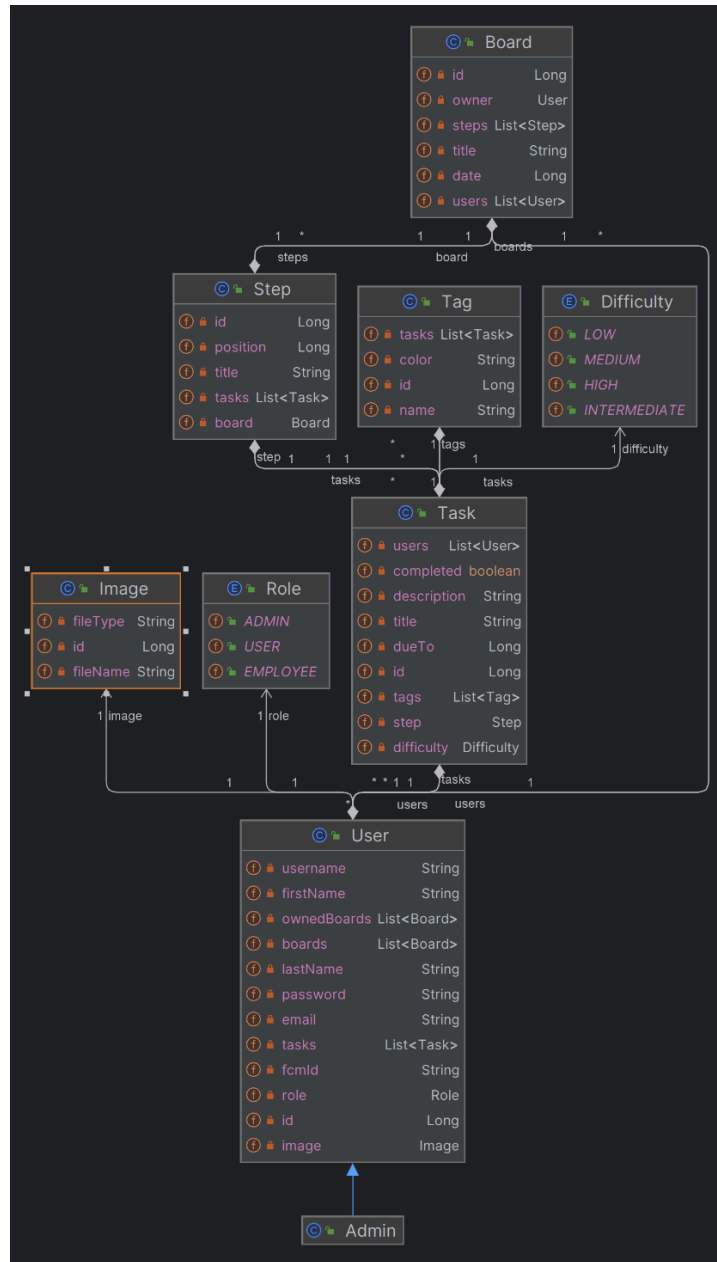 Board
id Long
owner User
steps List<Step>
title String
date Long
users List<User>
1 * 1 1 boards 1 *
steps board
Step
id Long
position Long
title String
tasks List<Task>
board Board
Tag
tasks List<Task>
color String
id Long
name String
Difficulty
LOW
MEDIUM
HIGH
INTERMEDIATE
step 1 1 1 * * 1 tags 1 1 difficulty
tasks * 1 tasks
Task
users List<User>
completed boolean
description String
title String
dueTo Long
id Long
tags List<Tag>
step Step
difficulty Difficulty
Image
fileType String
id Long
fileName String
Role
ADMIN
USER
EMPLOYEE
1 image 1 role
1 1 * * 1 1 tasks 1
* users users
User
username String
firstName String
ownedBoards List<Board>
boards List<Board>
lastName String
password String
email String
tasks List<Task>
fcmId String
role Role
id Long
image Image
Admin